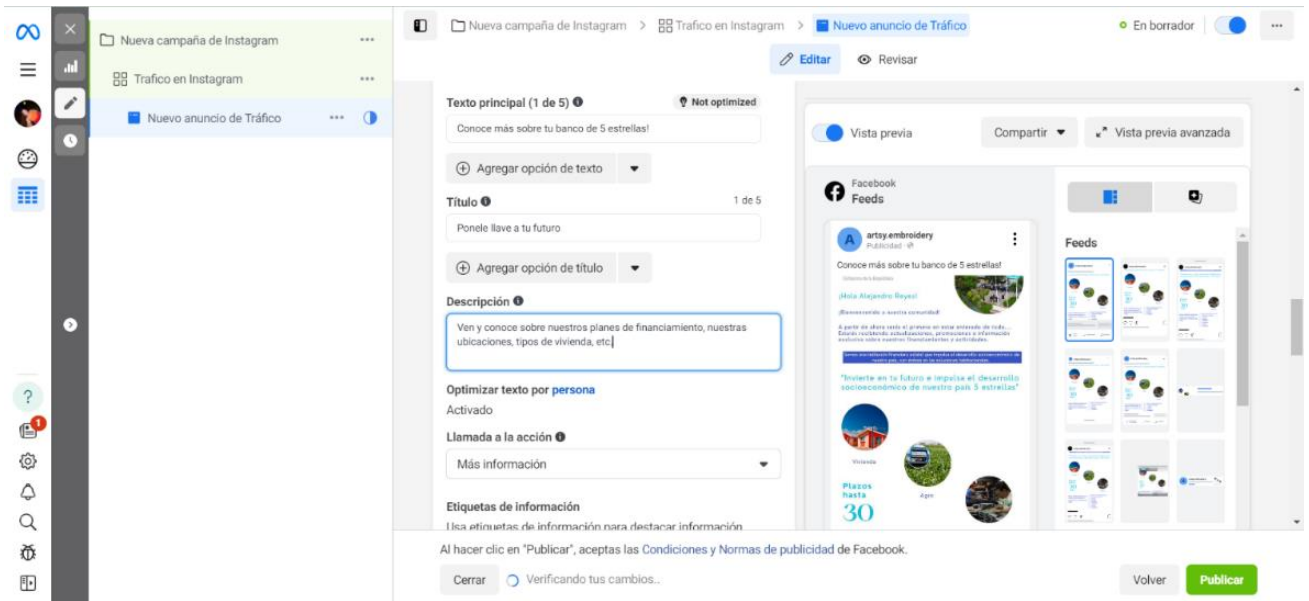 Nueva campaña de Instagram
Trafico en Instagram
Nuevo anuncio de Tráfico
Nueva campaña de Instagram > Trafico en Instagram > Nuevo anuncio de Tráfico
En borrador
Editar
Revisar
Texto principal (1 de 5)
Not optimized
Conoce más sobre tu banco de 5 estrellas!
Agregar opción de texto
Título
1 de 5
Ponele llave a tu futuro
Agregar opción de título
Descripción
Ven y conoce sobre nuestros planes de financiamiento, nuestras
ubicaciones, tipos de vivienda, etc.
Optimizar texto por persona
Activado
Llamada a la acción
Más información
Etiquetas de información
Usa etiquetas de información para destacar información
Vista previa
Compartir
Vista previa avanzada
Facebook
Feeds
A
artsy.embroidery
Publicidad
Conoce más sobre tu banco de 5 estrellas!
¡Hola Alejandro Reyes!
"Invierte en tu futuro e impulsa el desarrollo
socioeconómico de nuestro país 5 estrellas"
Vivienda
Agro
Plazos
hasta
30
Feeds
Al hacer clic en "Publicar", aceptas las Condiciones y Normas de publicidad de Facebook.
Cerrar
Verificando tus cambios..
Volver
Publicar
1